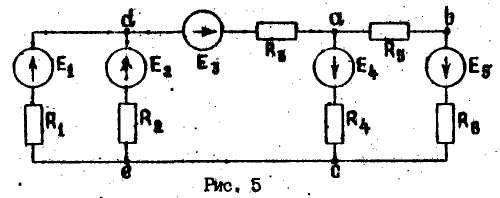 d
a
b
E₁
E₂
E₃
R₃
E₄
R₅
E₅
R₁
R₂
R₄
R₆
e
c
Рис. 5